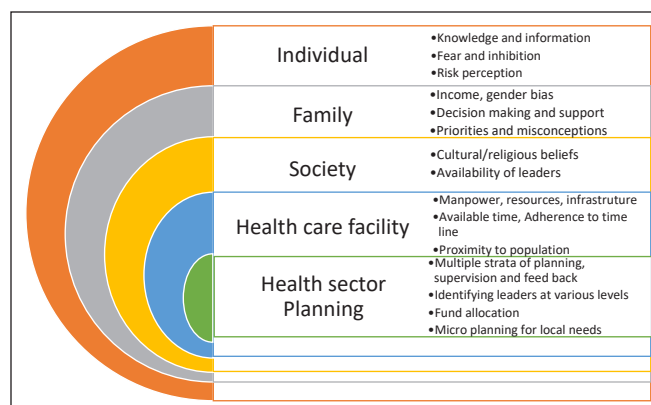 Individual
•Knowledge and information
•Fear and inhibition
•Risk perception
Family
•Income, gender bias
•Decision making and support
•Priorities and misconceptions
Society
•Cultural/religious beliefs
•Availability of leaders
Health care facility
•Manpower, resources, infrastruture
•Available time, Adherence to time
line
•Proximity to population
Health sector
Planning
•Multiple strata of planning,
supervision and feed back
•Identifying leaders at various levels
•Fund allocation
•Micro planning for local needs